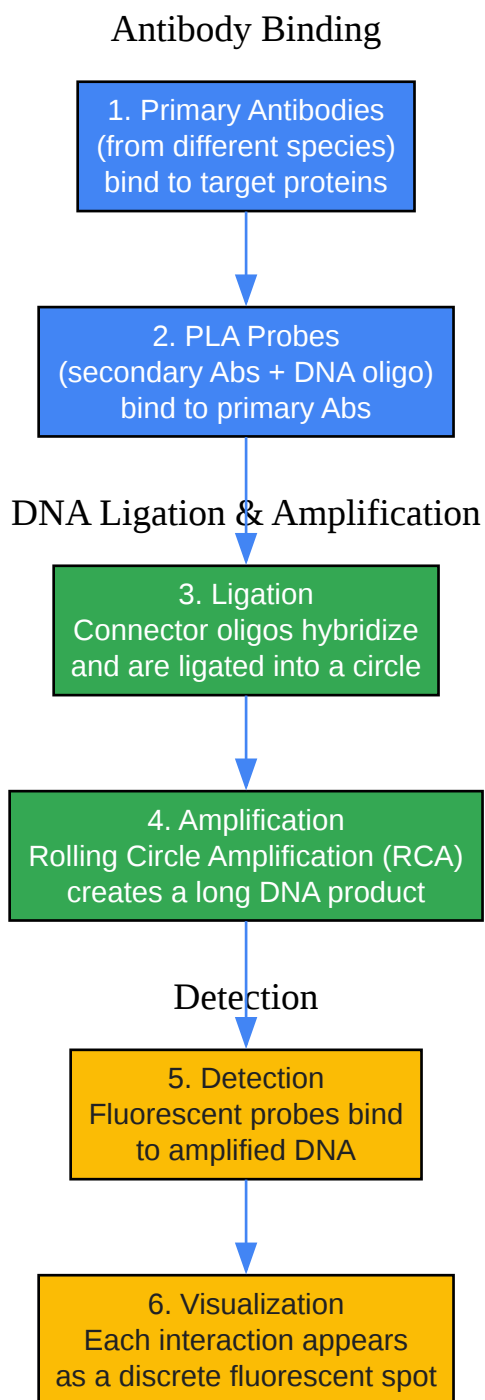 Antibody Binding
1. Primary Antibodies
(from different species)
bind to target proteins
2. PLA Probes
(secondary Abs + DNA oligo)
bind to primary Abs
DNA Ligation & Amplification
3. Ligation
Connector oligos hybridize
and are ligated into a circle
4. Amplification
Rolling Circle Amplification (RCA)
creates a long DNA product
Detection
5. Detection
Fluorescent probes bind
to amplified DNA
6. Visualization
Each interaction appears
as a discrete fluorescent spot